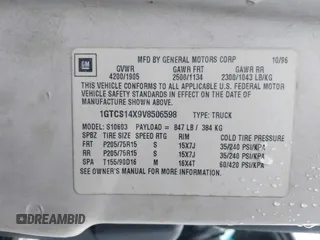 GM
MFD BY GENERAL MOTORS CORP 10/96
GVWR GAWR FRT GAWR RR
4200/1905 2500/1134 2300/1043 LB/KG
THIS VEHICLE CONFORMS TO ALL APPLICABLE U.S. FEDERAL MOTOR VEHICLE SAFETY STANDARDS IN EFFECT ON THE DATE OF MANUFACTURE SHOWN ABOVE.
1GTCS14X9V8506598 TYPE: TRUCK
MODEL: S10603 PAYLOAD = 847 LB / 384 KG
SPBZ TIRE SIZE SPEED RTG RIM COLD TIRE PRESSURE
FRT P205/75R15 S 15X7J 35/240 PSI/KPA
RR P205/75R15 S 15X7J 35/240 PSI/KPA
SPA T155/90D16 M 16X4T 60/420 PSI/KPA
SEE OWNER'S MANUAL FOR MORE INFORMATION.